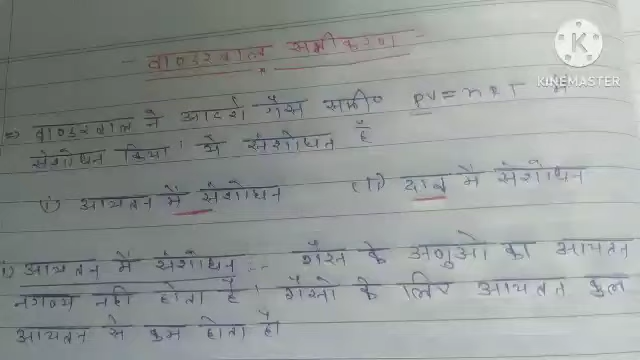 वाण्डरवाल समीकरण
K
KINEMASTER
⇒ वाण्डरवाल ने आदर्श गैस समी० PV = nRT में
संशोधन किया। ये संशोधन हैं
(i) आयतन में संशोधन (ii) दाब में संशोधन
(i) आयतन में संशोधन :- गैस के अणुओ का आयतन
नगण्य नही होता है। गैसो के लिए आयतन कुल
आयतन से कम होता है।